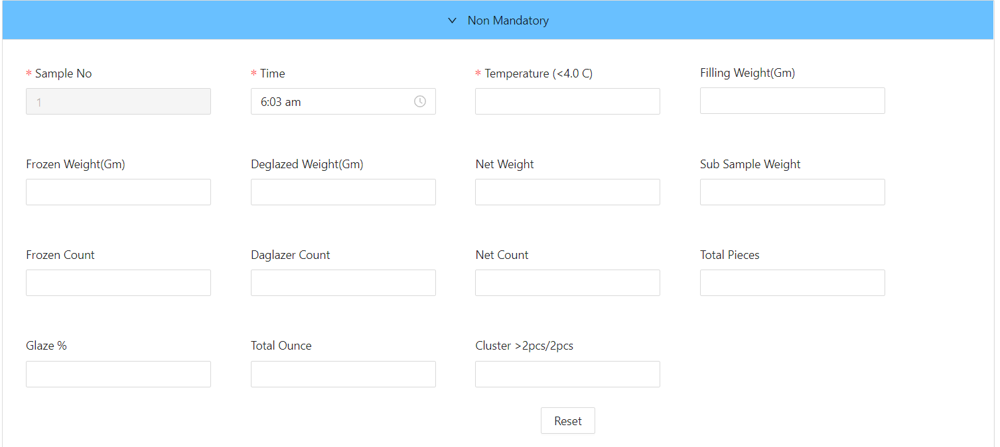 Non Mandatory
* Sample No * Time * Temperature (<4.0 C) Filling Weight(Gm)
1 6:03 am
Frozen Weight(Gm) Deglazed Weight(Gm) Net Weight Sub Sample Weight
Frozen Count Daglazer Count Net Count Total Pieces
Glaze % Total Ounce Cluster >2pcs/2pcs
Reset